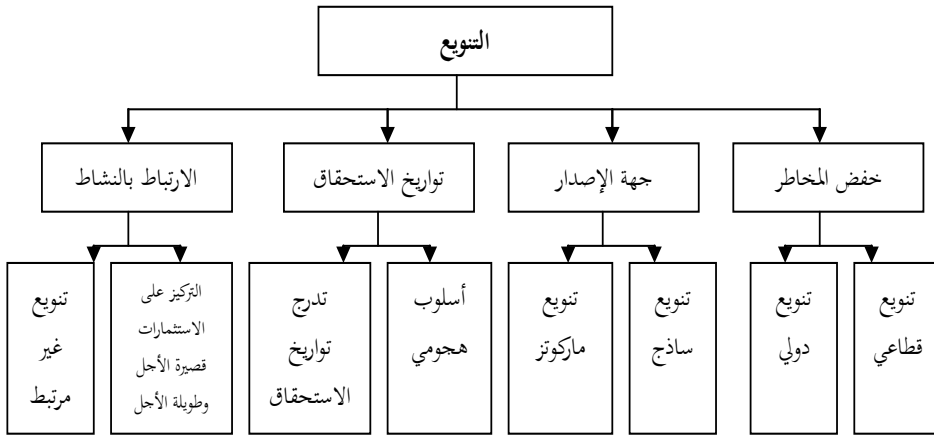 التنويع
خفض المخاطر
جهة الإصدار
تواريخ الاستحقاق
الارتباط بالنشاط
تنويع
قطاعي
تنويع
دولي
تنويع
ساذج
تنويع
ماركوتز
أسلوب
هجومي
تدرج
تواريخ
الاستحقاق
التركيز على
الاستثمارات
قصيرة الأجل
وطويلة الأجل
تنويع
غير
مرتبط